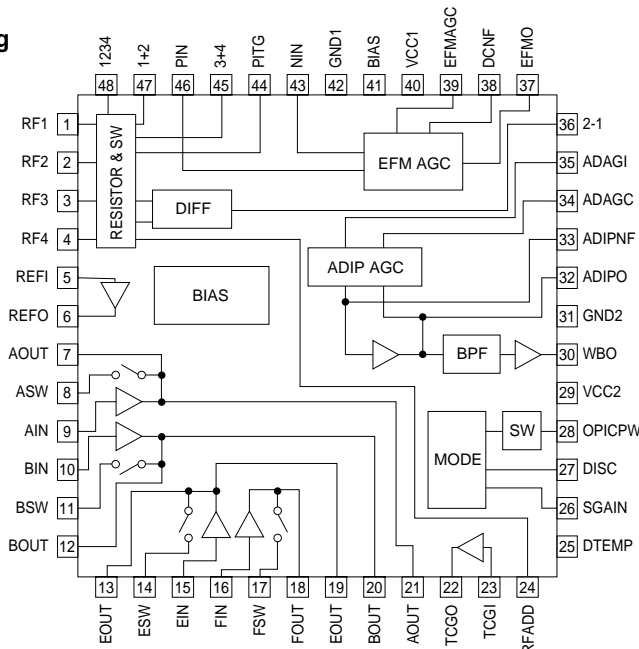 g
1234 1+2 PIN 3+4 PITG NIN GND1 BIAS VCC1 EFMAGC DCNF EFMO
48 47 46 45 44 43 42 41 40 39 38 37
RF1 1
RF2 2
RF3 3
RF4 4
REFI 5
REFO 6
AOUT 7
ASW 8
AIN 9
BIN 10
BSW 11
BOUT 12
RESISTOR & SW
DIFF
EFM AGC
BIAS
ADIP AGC
BPF
MODE
SW
36 2-1
35 ADAGI
34 ADAGC
33 ADIPNF
32 ADIPO
31 GND2
30 WBO
29 VCC2
28 OPICPW
27 DISC
26 SGAIN
25 DTEMP
13 14 15 16 17 18 19 20 21 22 23 24
EOUT ESW EIN FIN FSW FOUT EOUT BOUT AOUT TCGO TCGI RFADD